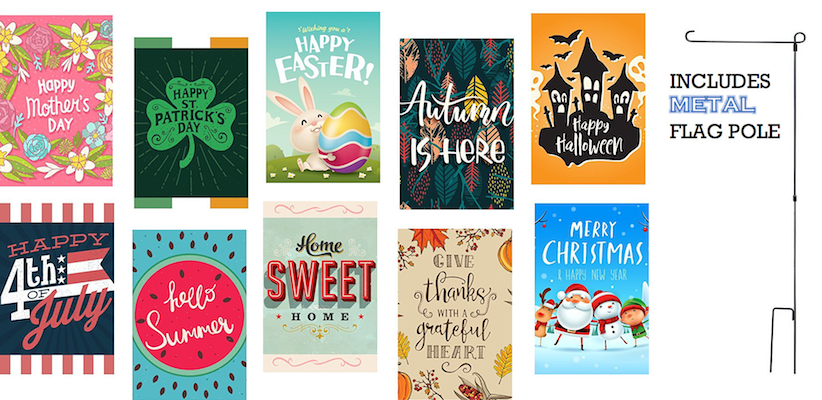 Happy
Mother's
DAY
HAPPY
ST.
PATRICK'S
DAY
Wishing you a
HAPPY
EASTER!
Autumn
IS HERE
Happy
Halloween
INCLUDES
METAL
FLAG POLE
HAPPY
4th
OF
July
hello
Summer
Home
SWEET
HOME
GIVE
thanks
WITH A
grateful
HEART
MERRY
CHRISTMAS
& HAPPY NEW YEAR